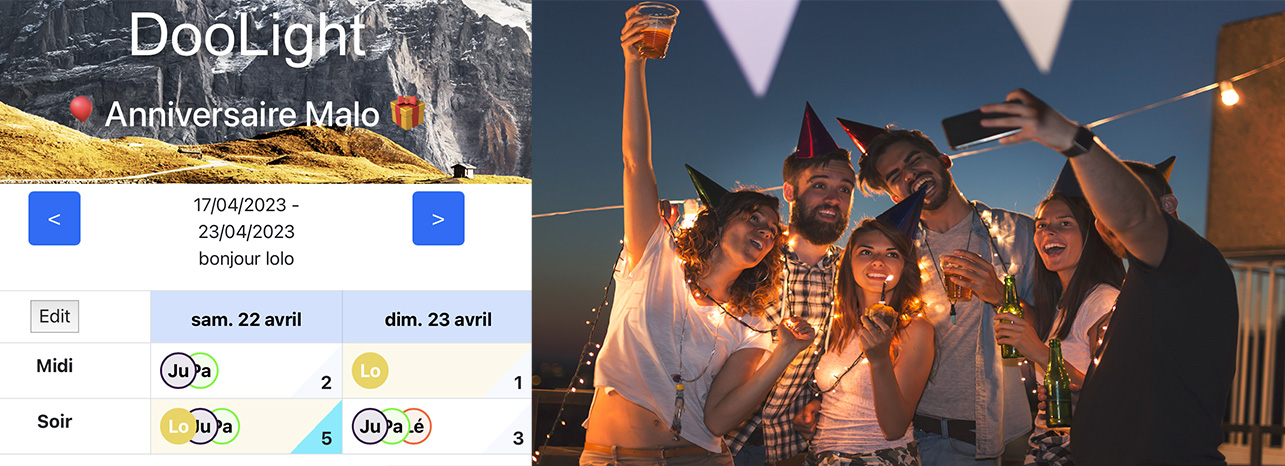 DooLight
🎈 Anniversaire Malo 🎁
<
17/04/2023 -
23/04/2023
bonjour lolo
>
Edit
sam. 22 avril
dim. 23 avril
Midi
Ju Pa
2
Lo
1
Soir
Lo Ju Pa
5
Ju Pa Lé
3